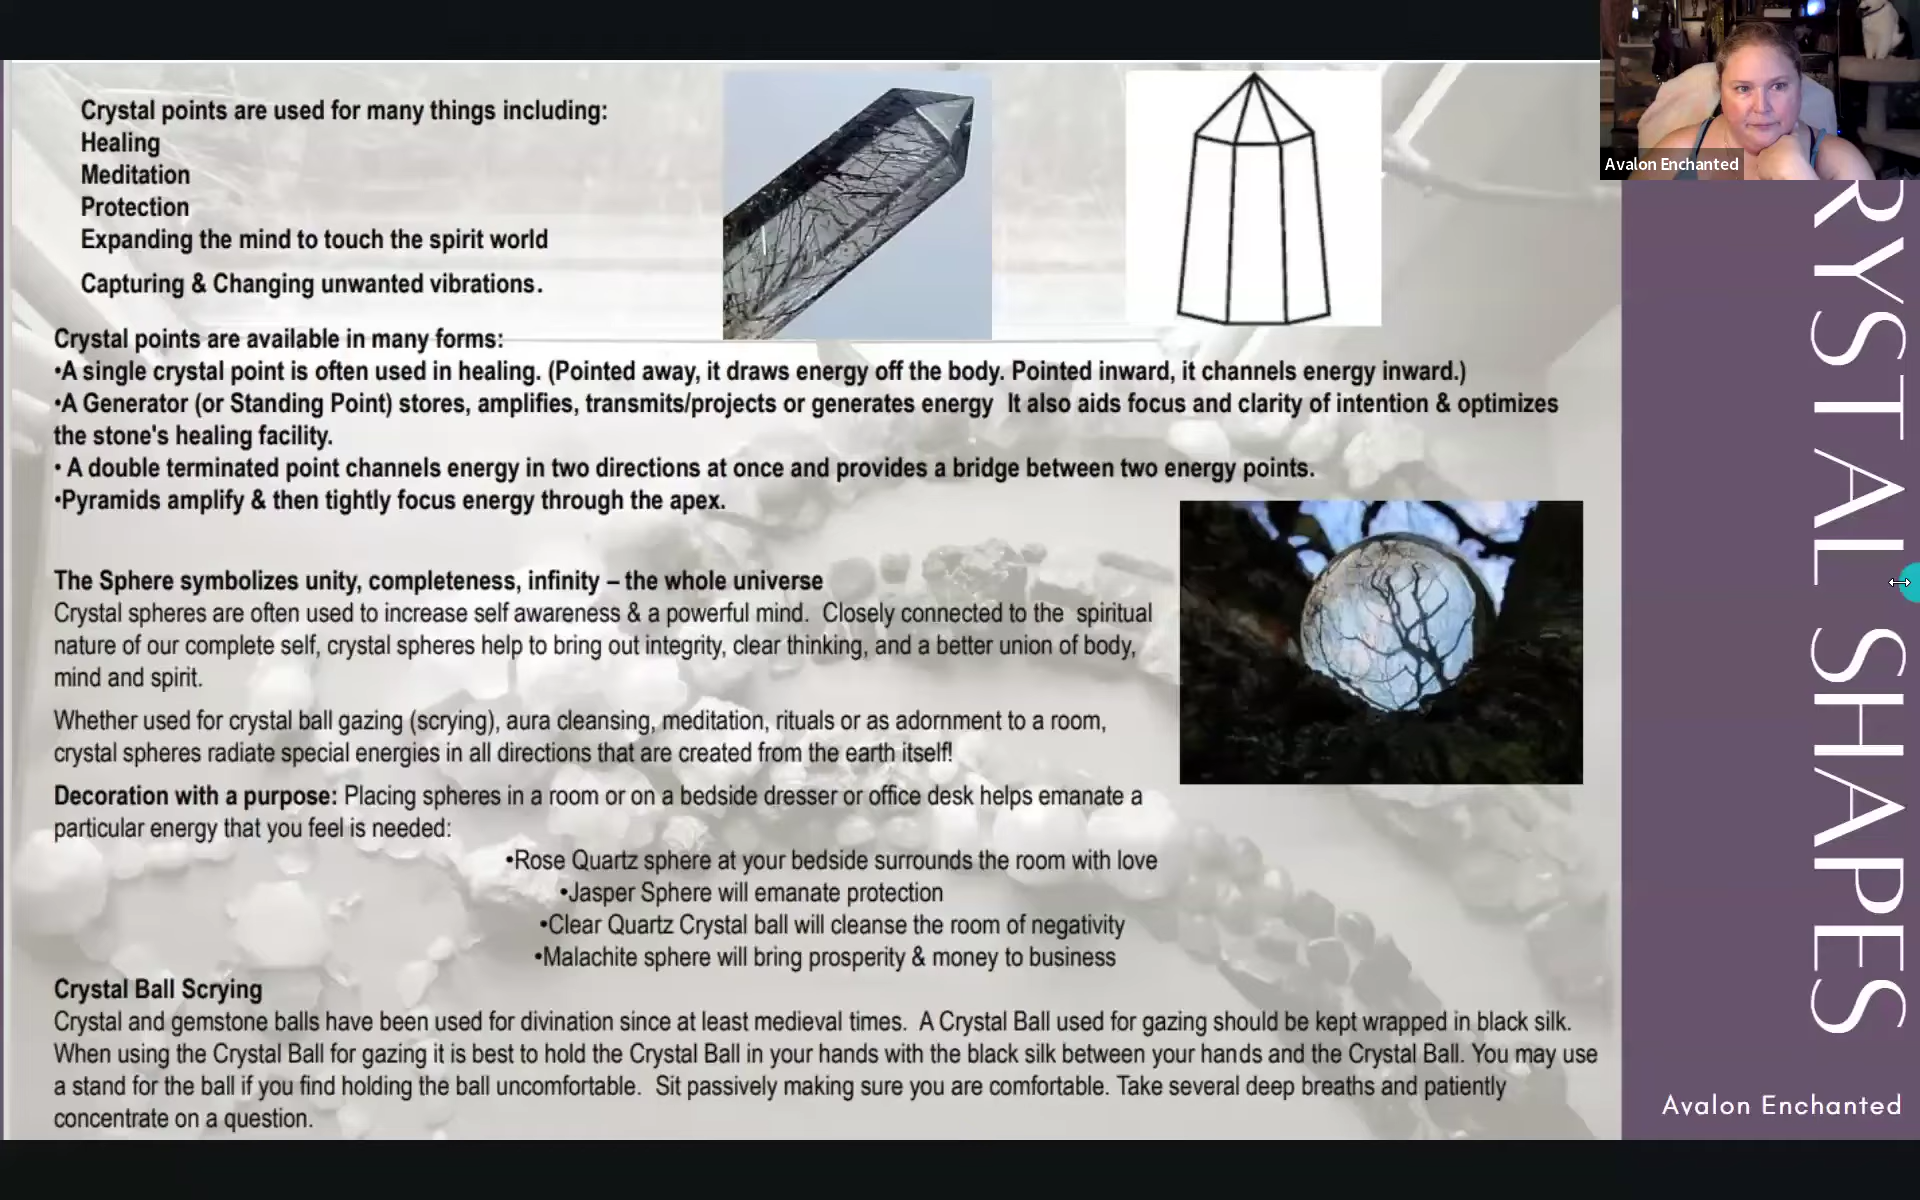 Crystal points are used for many things including:
Healing
Meditation
Protection
Expanding the mind to touch the spirit world
Capturing & Changing unwanted vibrations.
Crystal points are available in many forms:
•A single crystal point is often used in healing. (Pointed away, it draws energy off the body. Pointed inward, it channels energy inward.)
•A Generator (or Standing Point) stores, amplifies, transmits/projects or generates energy  It also aids focus and clarity of intention & optimizes
the stone's healing facility.
• A double terminated point channels energy in two directions at once and provides a bridge between two energy points.
•Pyramids amplify & then tightly focus energy through the apex.
The Sphere symbolizes unity, completeness, infinity – the whole universe
Crystal spheres are often used to increase self awareness & a powerful mind.  Closely connected to the  spiritual
nature of our complete self, crystal spheres help to bring out integrity, clear thinking, and a better union of body,
mind and spirit.
Whether used for crystal ball gazing (scrying), aura cleansing, meditation, rituals or as adornment to a room,
crystal spheres radiate special energies in all directions that are created from the earth itself!
Decoration with a purpose: Placing spheres in a room or on a bedside dresser or office desk helps emanate a
particular energy that you feel is needed:
•Rose Quartz sphere at your bedside surrounds the room with love
•Jasper Sphere will emanate protection
•Clear Quartz Crystal ball will cleanse the room of negativity
•Malachite sphere will bring prosperity & money to business
Crystal Ball Scrying
Crystal and gemstone balls have been used for divination since at least medieval times.  A Crystal Ball used for gazing should be kept wrapped in black silk.
When using the Crystal Ball for gazing it is best to hold the Crystal Ball in your hands with the black silk between your hands and the Crystal Ball. You may use
a stand for the ball if you find holding the ball uncomfortable.  Sit passively making sure you are comfortable. Take several deep breaths and patiently
concentrate on a question.
Avalon Enchanted
RYSTAL SHAPES
Avalon Enchanted